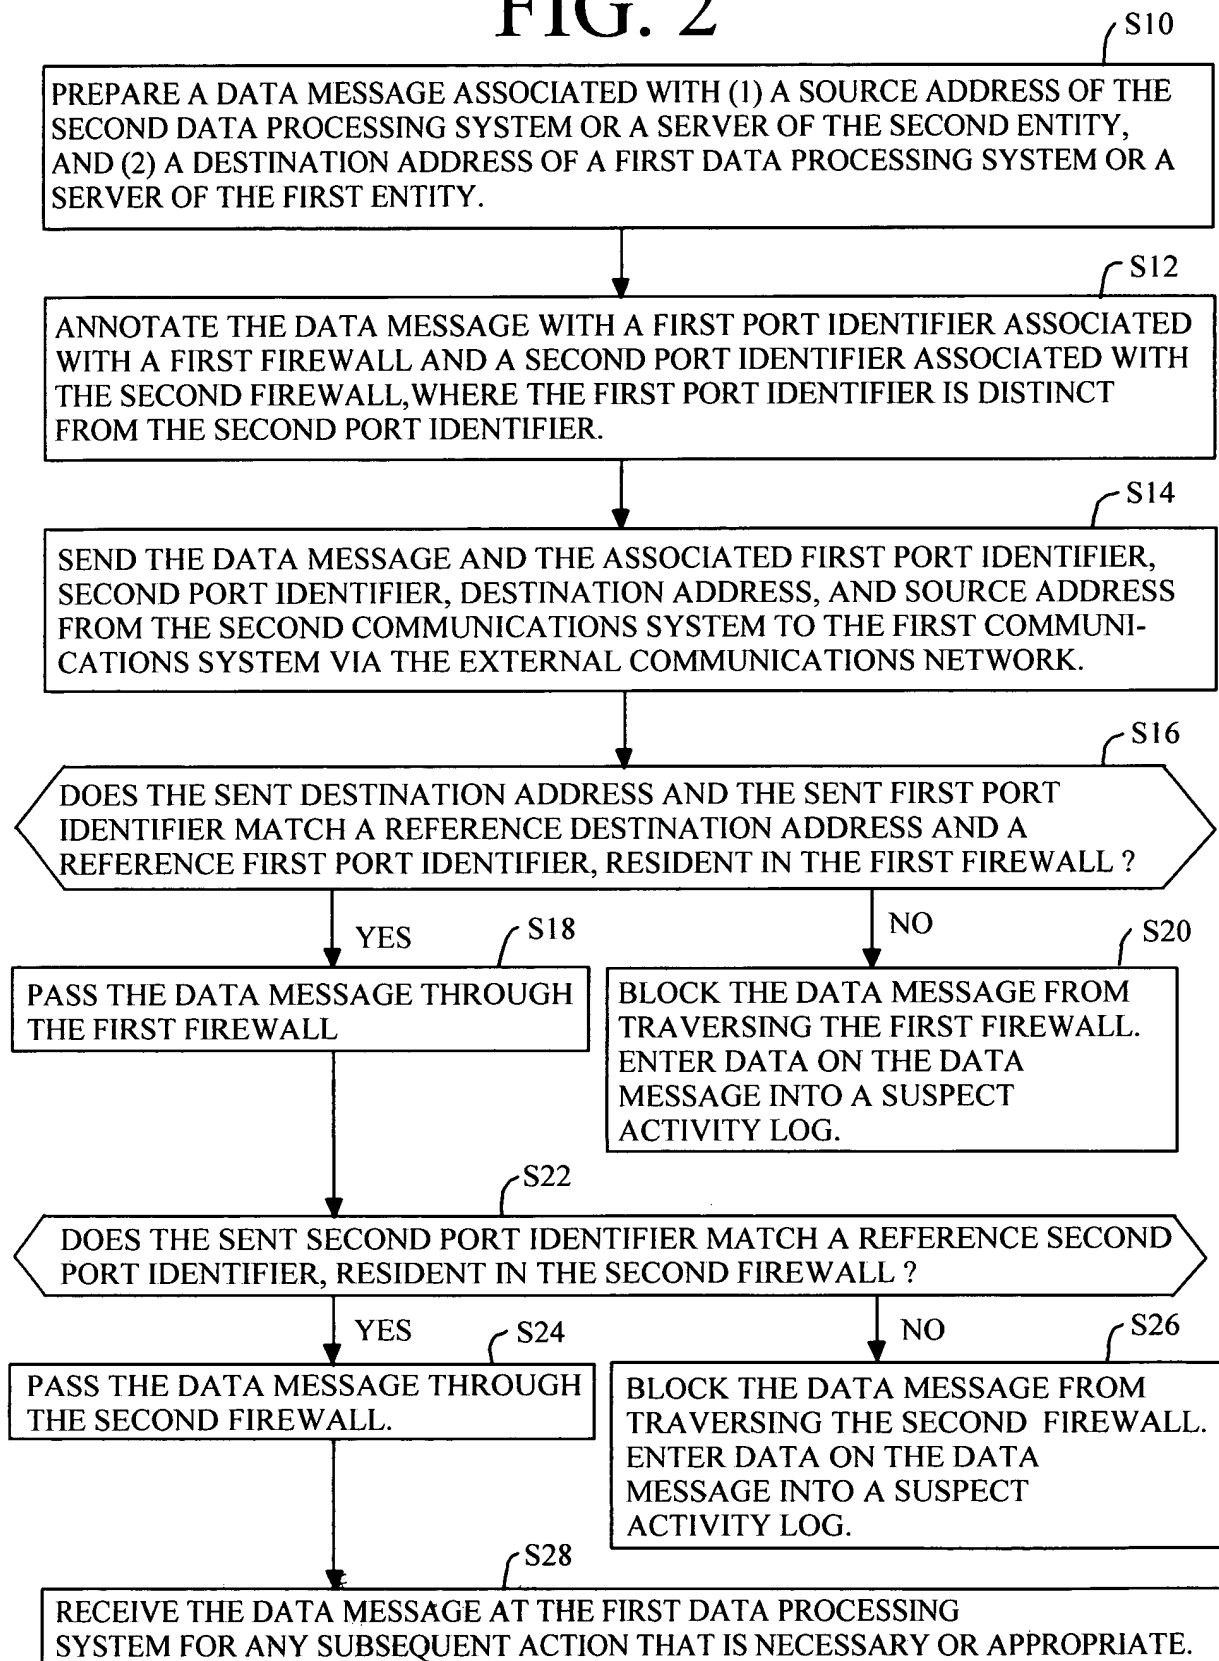 FIG. 2
S10
PREPARE A DATA MESSAGE ASSOCIATED WITH (1) A SOURCE ADDRESS OF THE
SECOND DATA PROCESSING SYSTEM OR A SERVER OF THE SECOND ENTITY,
AND (2) A DESTINATION ADDRESS OF A FIRST DATA PROCESSING SYSTEM OR A
SERVER OF THE FIRST ENTITY.
S12
ANNOTATE THE DATA MESSAGE WITH A FIRST PORT IDENTIFIER ASSOCIATED
WITH A FIRST FIREWALL AND A SECOND PORT IDENTIFIER ASSOCIATED WITH
THE SECOND FIREWALL, WHERE THE FIRST PORT IDENTIFIER IS DISTINCT
FROM THE SECOND PORT IDENTIFIER.
S14
SEND THE DATA MESSAGE AND THE ASSOCIATED FIRST PORT IDENTIFIER,
SECOND PORT IDENTIFIER, DESTINATION ADDRESS, AND SOURCE ADDRESS
FROM THE SECOND COMMUNICATIONS SYSTEM TO THE FIRST COMMUNI-
CATIONS SYSTEM VIA THE EXTERNAL COMMUNICATIONS NETWORK.
S16
DOES THE SENT DESTINATION ADDRESS AND THE SENT FIRST PORT
IDENTIFIER MATCH A REFERENCE DESTINATION ADDRESS AND A
REFERENCE FIRST PORT IDENTIFIER, RESIDENT IN THE FIRST FIREWALL ?
YES
S18
PASS THE DATA MESSAGE THROUGH
THE FIRST FIREWALL
NO
S20
BLOCK THE DATA MESSAGE FROM
TRAVERSING THE FIRST FIREWALL.
ENTER DATA ON THE DATA
MESSAGE INTO A SUSPECT
ACTIVITY LOG.
S22
DOES THE SENT SECOND PORT IDENTIFIER MATCH A REFERENCE SECOND
PORT IDENTIFIER, RESIDENT IN THE SECOND FIREWALL ?
YES
S24
PASS THE DATA MESSAGE THROUGH
THE SECOND FIREWALL.
NO
S26
BLOCK THE DATA MESSAGE FROM
TRAVERSING THE SECOND FIREWALL.
ENTER DATA ON THE DATA
MESSAGE INTO A SUSPECT
ACTIVITY LOG.
S28
RECEIVE THE DATA MESSAGE AT THE FIRST DATA PROCESSING
SYSTEM FOR ANY SUBSEQUENT ACTION THAT IS NECESSARY OR APPROPRIATE.